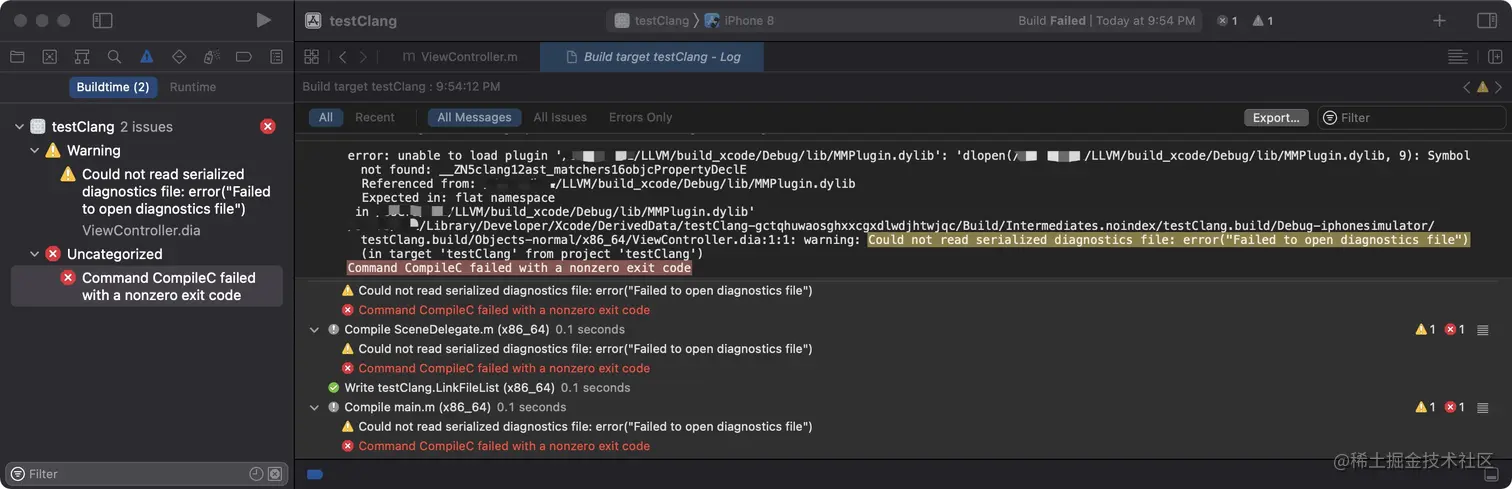 testClang
testClang 〉 iPhone 8
Build Failed | Today at 9:54 PM
1
1
ViewController.m
Build target testClang - Log
Buildtime (2)
Runtime
Build target testClang : 9:54:12 PM
All
Recent
All Messages
All Issues
Errors Only
Export...
Filter
testClang 2 issues
Warning
Could not read serialized
diagnostics file: error("Failed
to open diagnostics file")
ViewController.dia
Uncategorized
Command CompileC failed
with a nonzero exit code
Filter
error: unable to load plugin '/LLVM/build_xcode/Debug/lib/MMPlugin.dylib': 'dlopen(/LLVM/build_xcode/Debug/lib/MMPlugin.dylib, 9): Symbol
not found: __ZN5clang12ast_matchers16objcPropertyDeclE
Referenced from: /LLVM/build_xcode/Debug/lib/MMPlugin.dylib
Expected in: flat namespace
in /LLVM/build_xcode/Debug/lib/MMPlugin.dylib'
/Library/Developer/Xcode/DerivedData/testClang-gctqhuwaosghxxcgxdlwdjhtwjqc/Build/Intermediates.noindex/testClang.build/Debug-iphonesimulator/
testClang.build/Objects-normal/x86_64/ViewController.dia:1:1: warning: Could not read serialized diagnostics file: error("Failed to open diagnostics file")
(in target 'testClang' from project 'testClang')
Command CompileC failed with a nonzero exit code
Could not read serialized diagnostics file: error("Failed to open diagnostics file")
Command CompileC failed with a nonzero exit code
Compile SceneDelegate.m (x86_64) 0.1 seconds
1 1
Could not read serialized diagnostics file: error("Failed to open diagnostics file")
Command CompileC failed with a nonzero exit code
Write testClang.LinkFileList (x86_64) 0.1 seconds
Compile main.m (x86_64) 0.1 seconds
1 1
Could not read serialized diagnostics file: error("Failed to open diagnostics file")
Command CompileC failed with a nonzero exit code
@稀土掘金技术社区